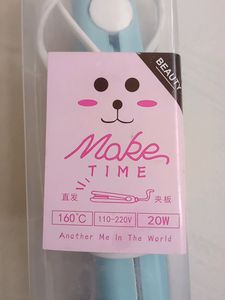 BEAUTY
Make
TIME
直发 夹板
160℃ 110-220V 20W
Another Me In The World